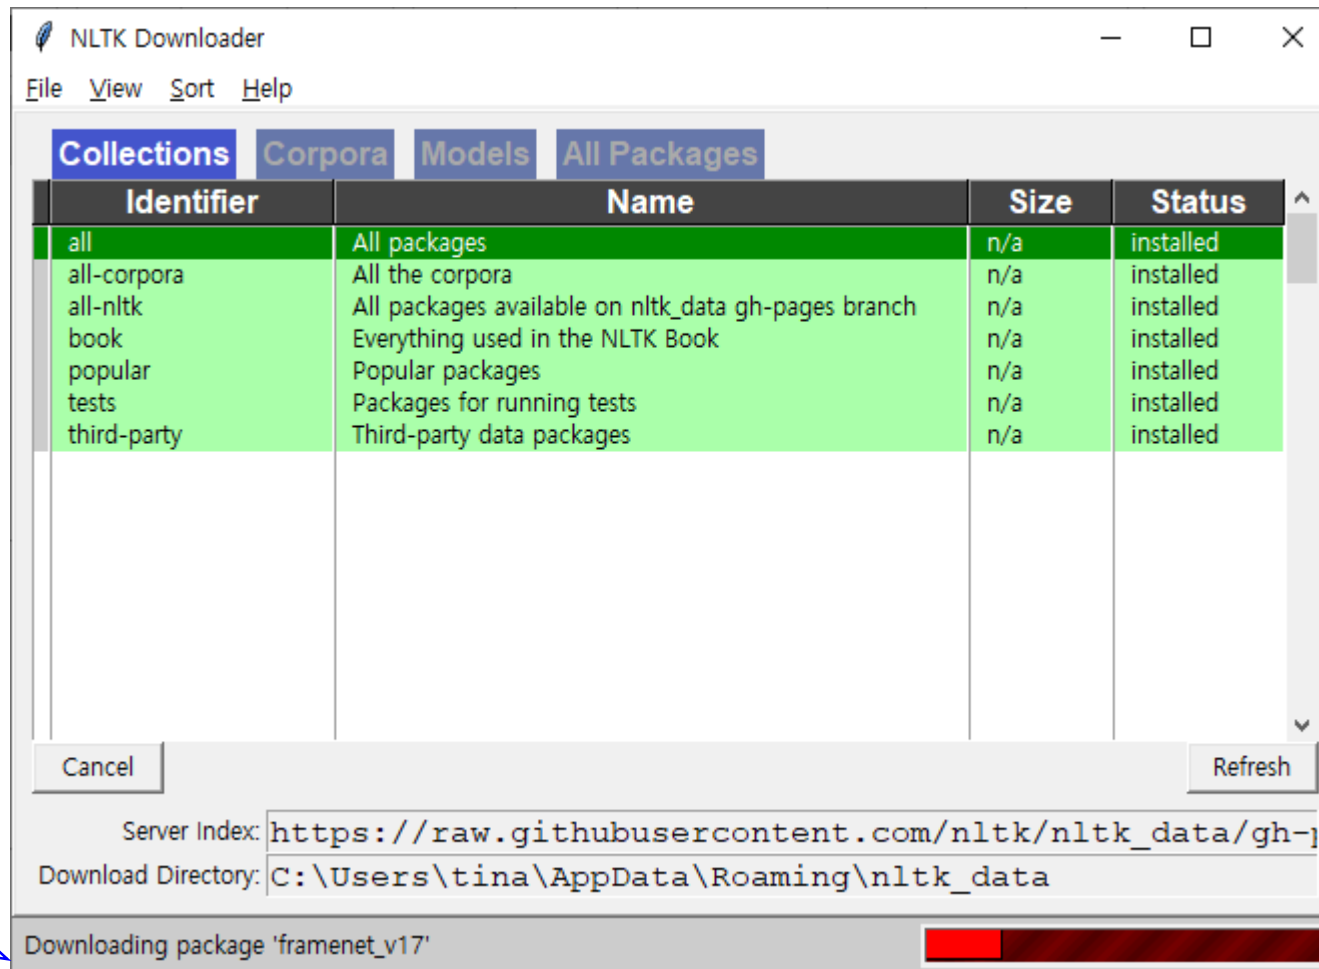 NLTK Downloader
File View Sort Help
Collections Corpora Models All Packages
Identifier Name Size Status
all All packages n/a installed
all-corpora All the corpora n/a installed
all-nltk All packages available on nltk_data gh-pages branch n/a installed
book Everything used in the NLTK Book n/a installed
popular Popular packages n/a installed
tests Packages for running tests n/a installed
third-party Third-party data packages n/a installed
Cancel Refresh
Server Index: https://raw.githubusercontent.com/nltk/nltk_data/gh-p
Download Directory: C:\Users\tina\AppData\Roaming\nltk_data
Downloading package 'framenet_v17'